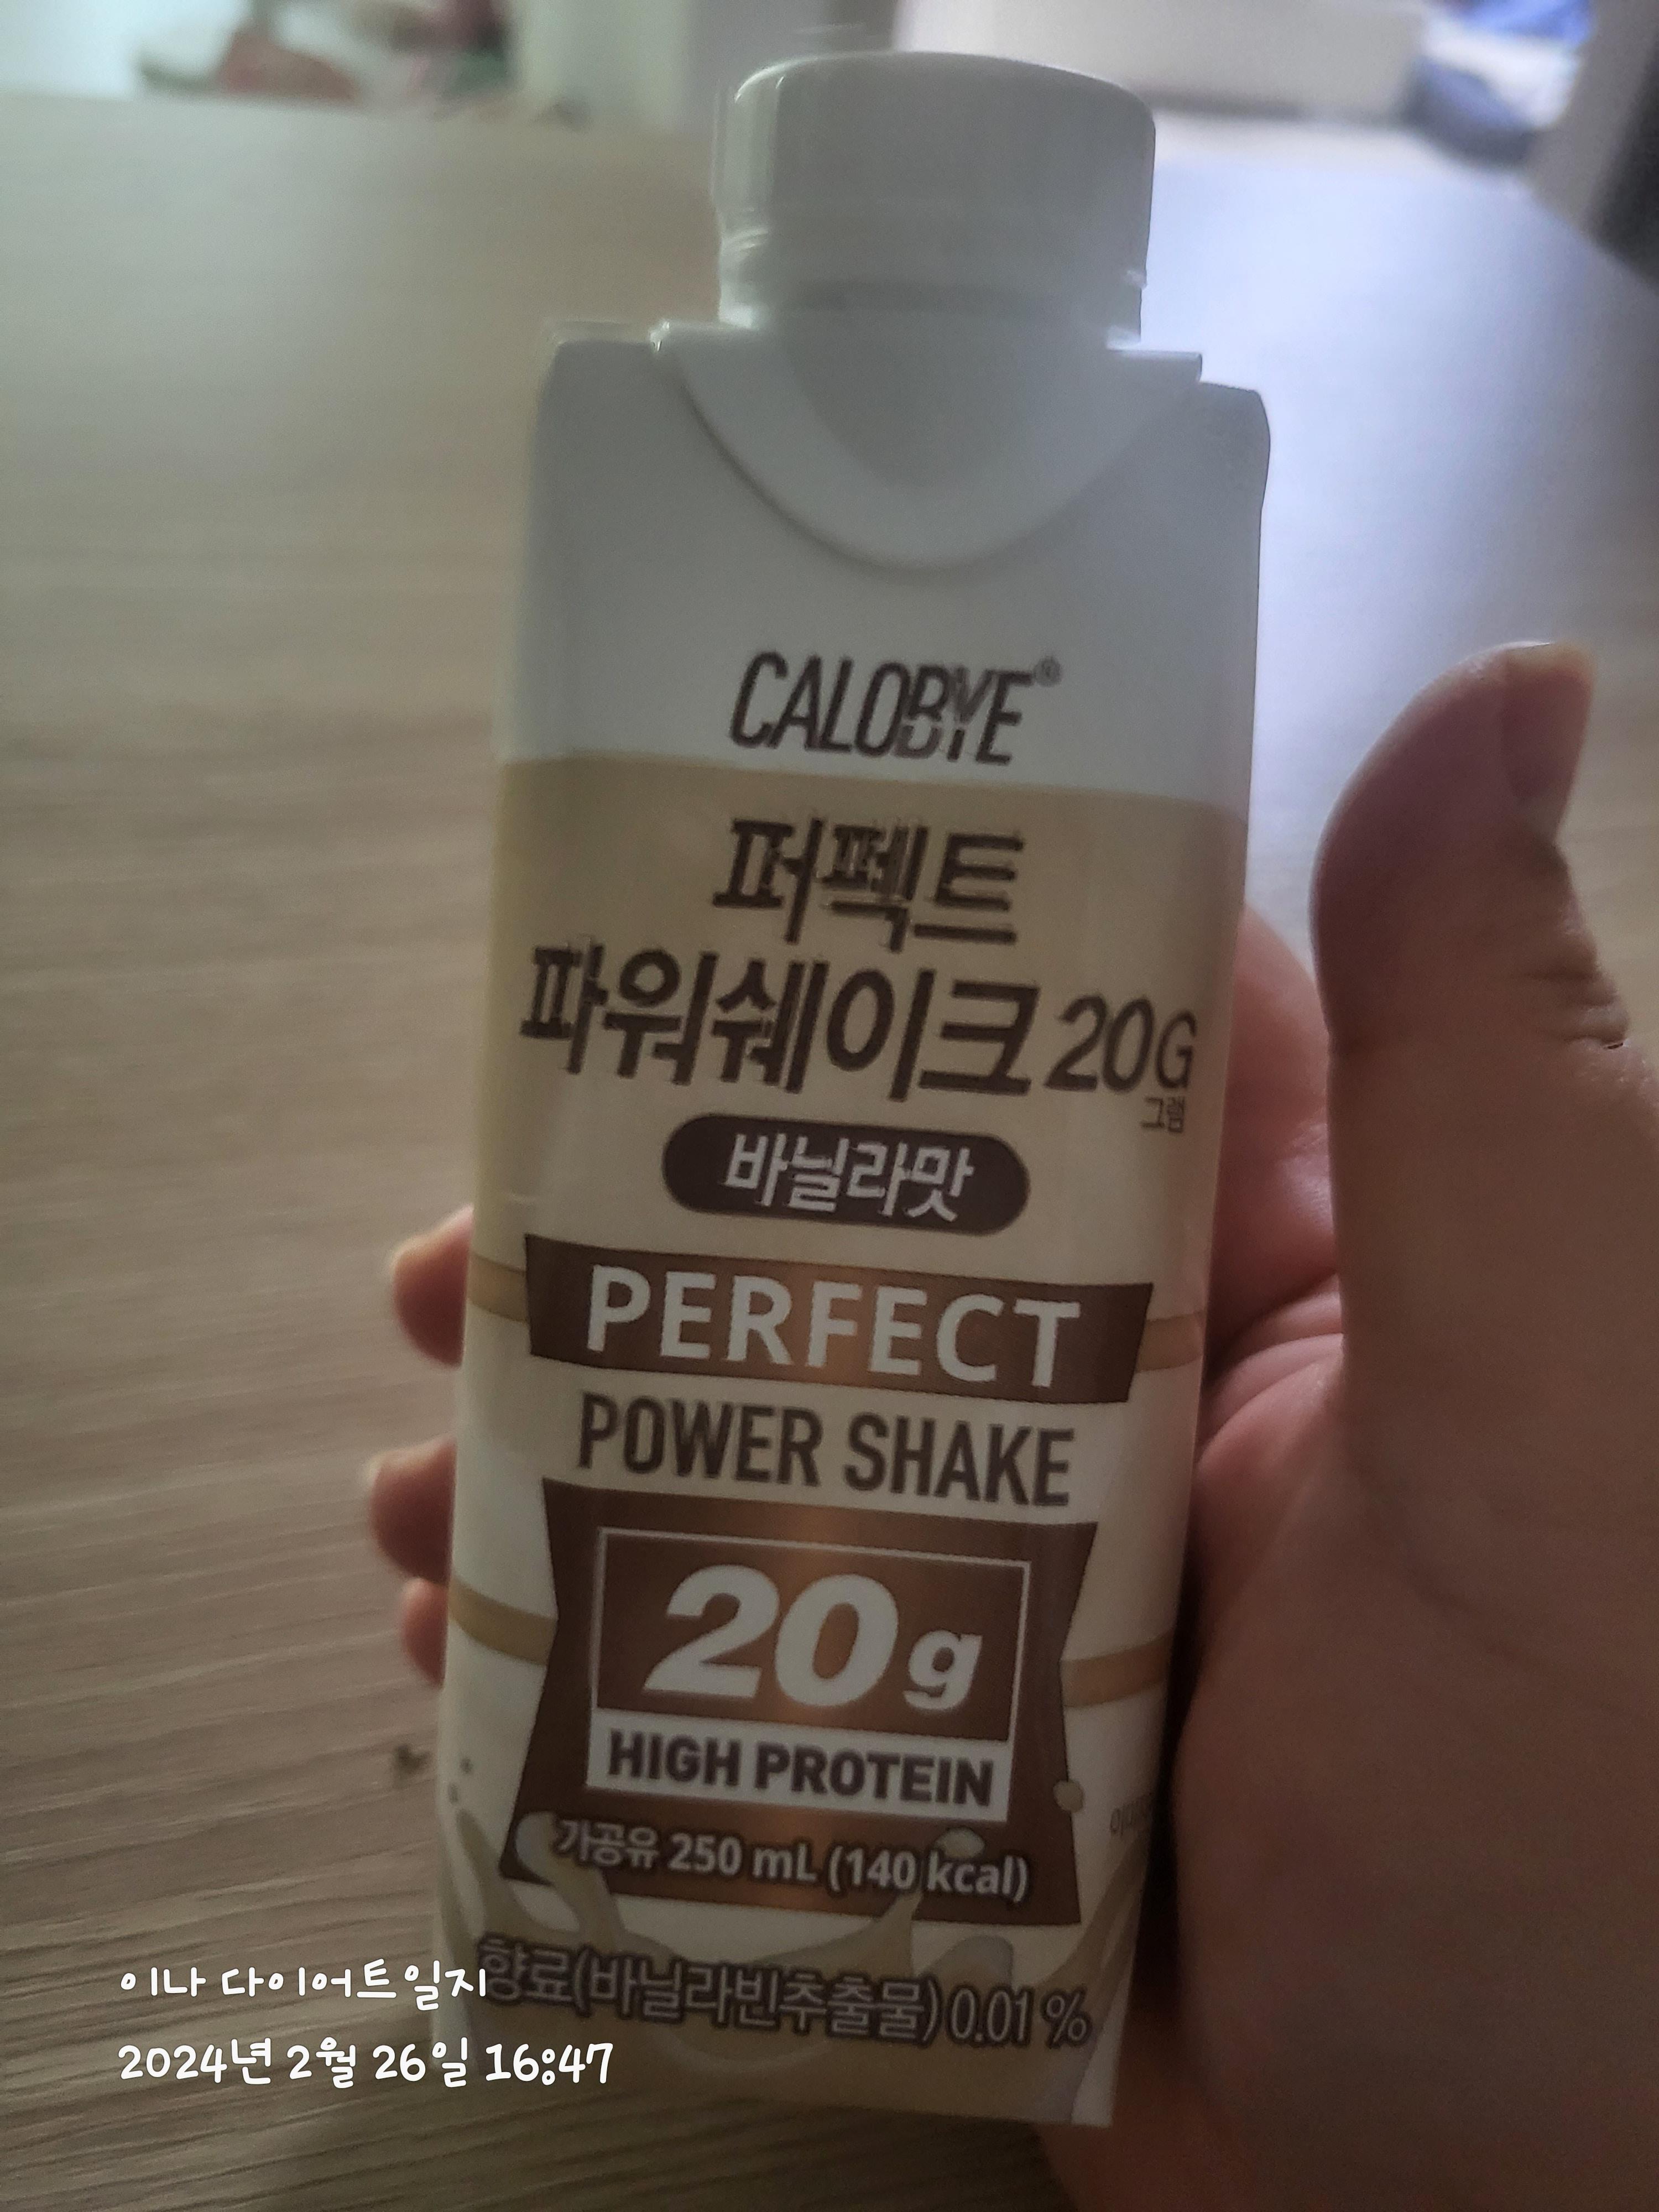 CALOBYE®
퍼펙트
파워쉐이크 20G
그램
바닐라맛
PERFECT
POWER SHAKE
20g
HIGH PROTEIN
가공유 250 mL (140 kcal)
향료(바닐라빈추출물) 0.01 %
이나 다이어트일지
2024년 2월 26일 16:47